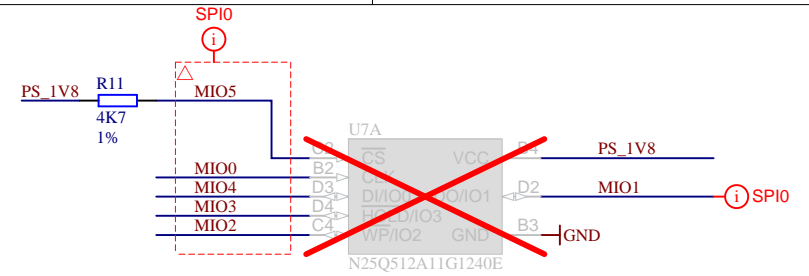 SPI0
i
R11
PS_1V8
MIO5
4K7
1%
U7A
C2
CS
VCC
B4
PS_1V8
MIO0
B2
CLK
MIO4
D3
DI/IO0
DO/IO1
D2
MIO1
i
SPI0
MIO3
D4
HOLD/IO3
MIO2
C4
WP/IO2
GND
B3
GND
N25Q512A11G1240E